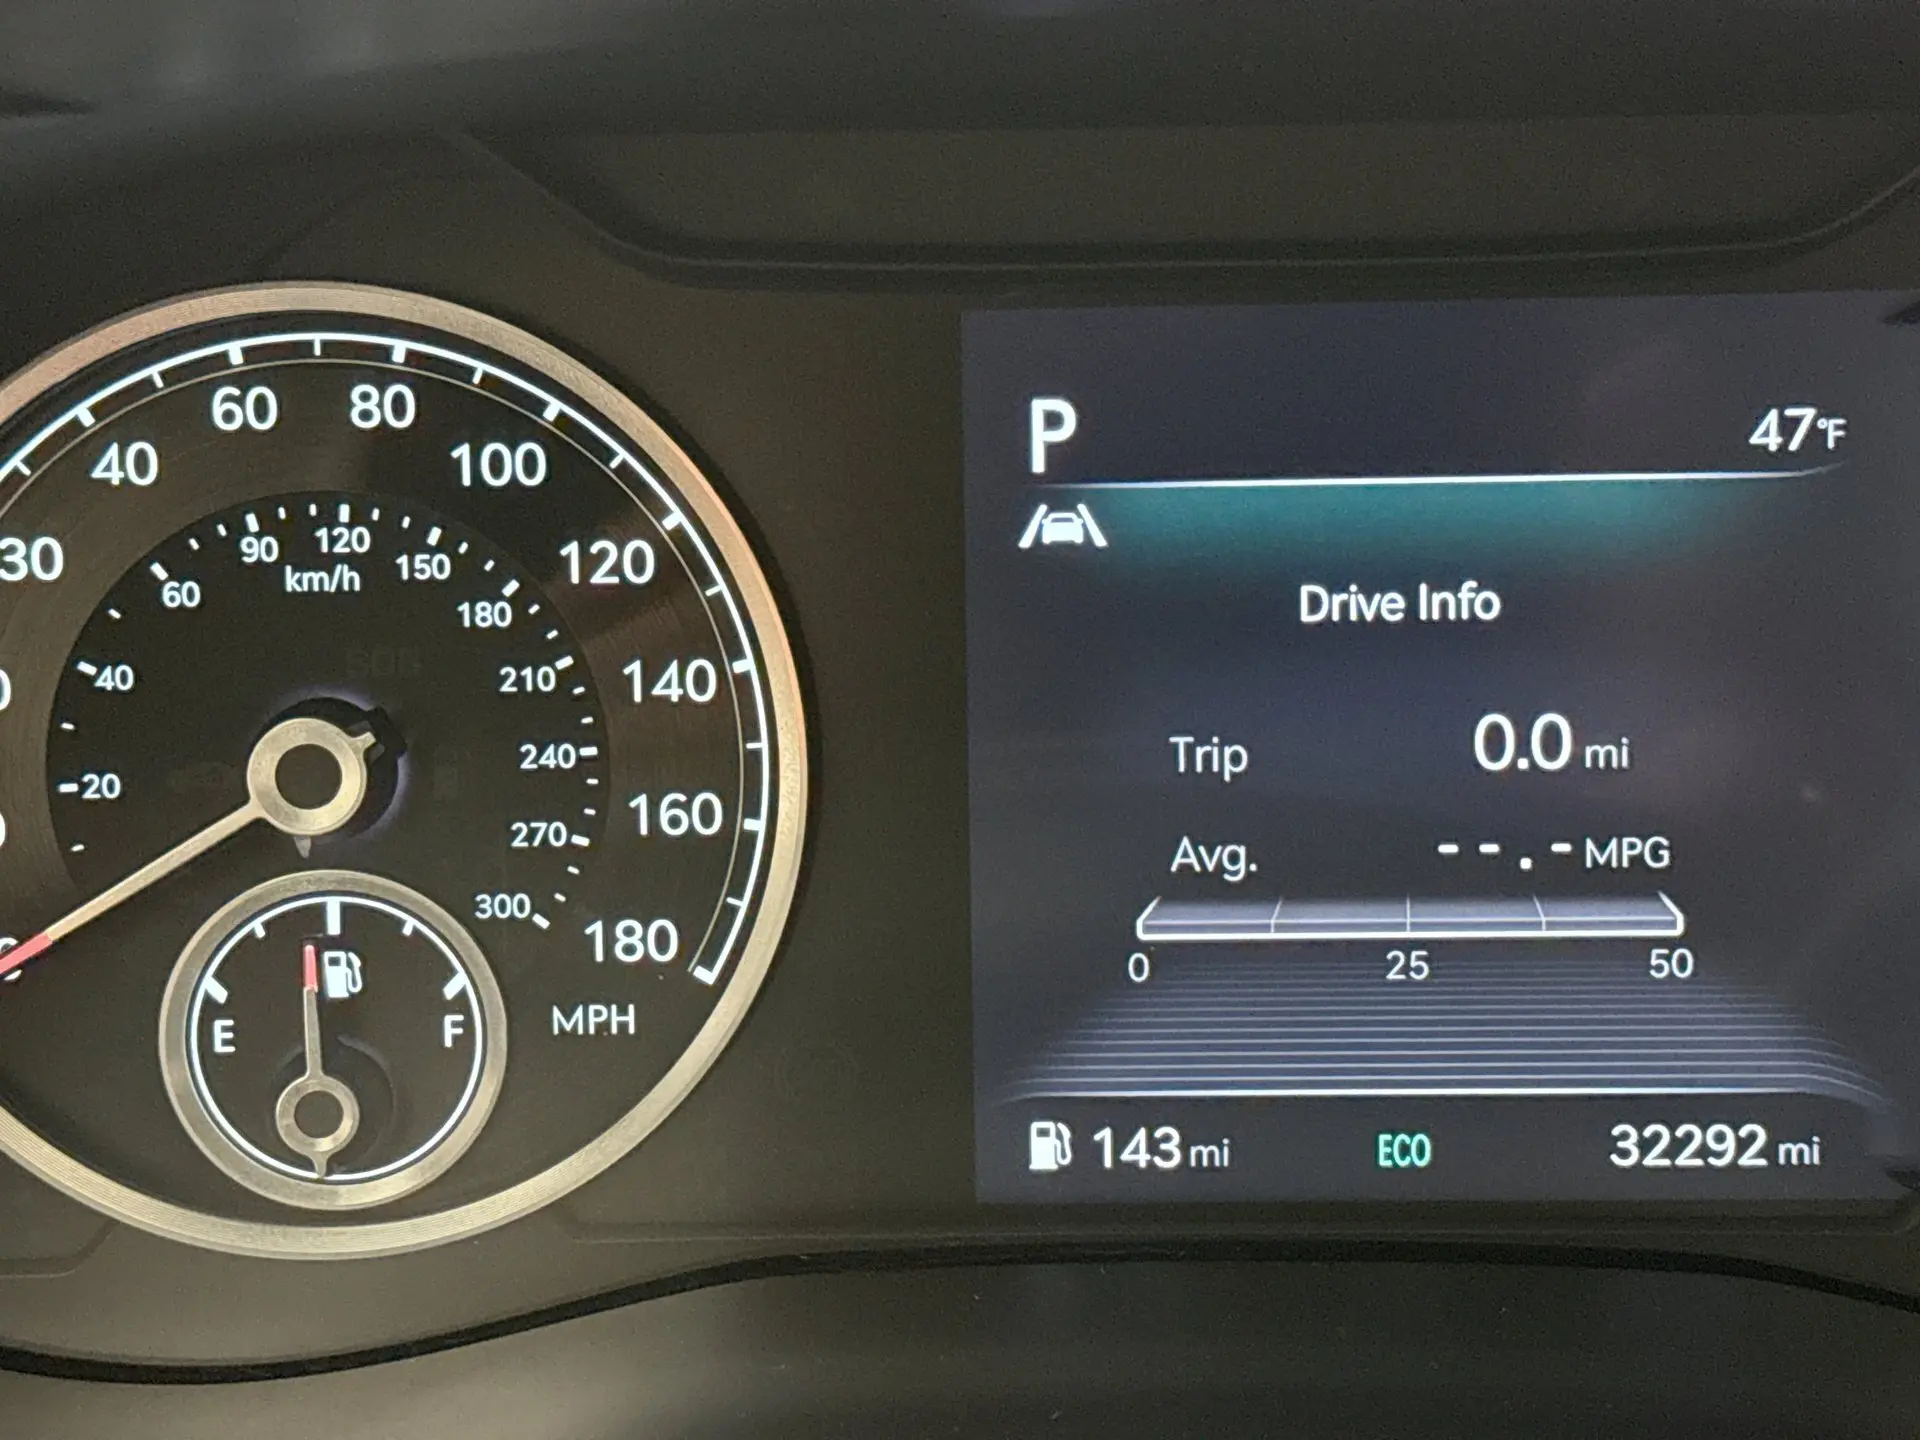 60 80
40 100
30 120
90 120 150
km/h
60 180
40 210
140
20 240
160
270
300
180
E F
MPH
P 47°F
Drive Info
Trip 0.0 mi
Avg. --.- MPG
0 25 50
143 mi ECO 32292 mi